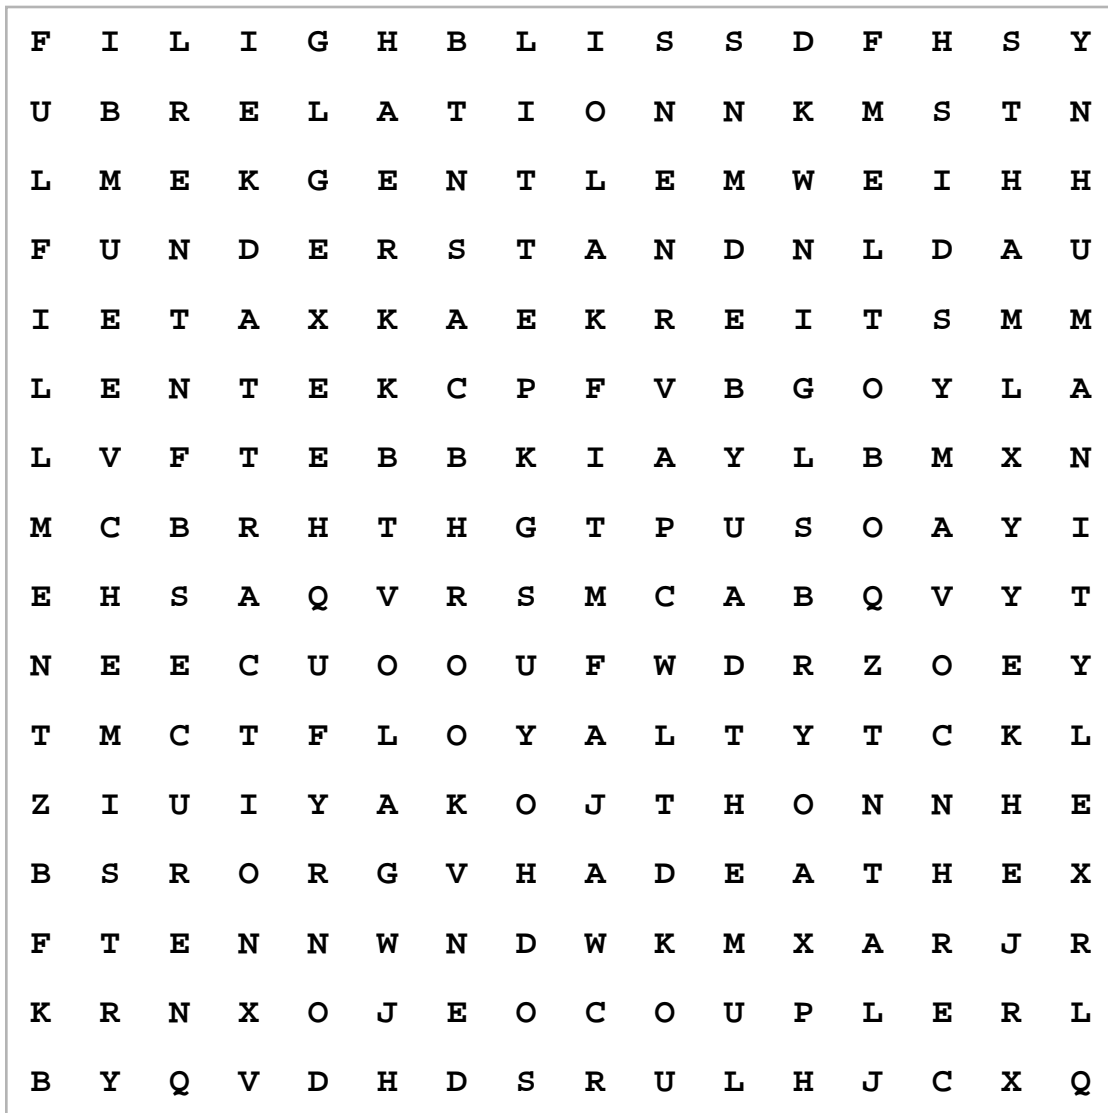 F I L I G H B L I S S D F H S Y
U B R E L A T I O N N K M S T N
L M E K G E N T L E M W E I H H
F U N D E R S T A N D N L D A U
I E T A X K A E K R E I T S M M
L E N T E K C P F V B G O Y L A
L V F T E B B K I A Y L B M X N
M C B R H T H G T P U S O A Y I
E H S A Q V R S M C A B Q V Y T
N E E C U O O U F W D R Z O E Y
T M C T F L O Y A L T Y T C K L
Z I U I Y A K O J T H O N N H E
B S R O R G V H A D E A T H E X
F T E N N W N D W K M X A R J R
K R N X O J E O C O U P L E R L
B Y Q V D H D S R U L H J C X Q